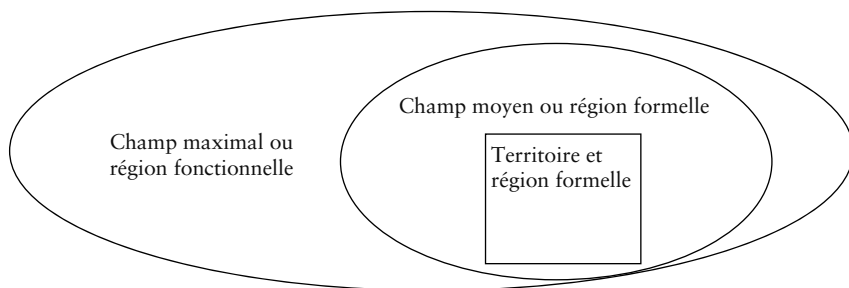 Champ moyen ou région formelle
Champ maximal ou
région fonctionnelle
Territoire et
région formelle